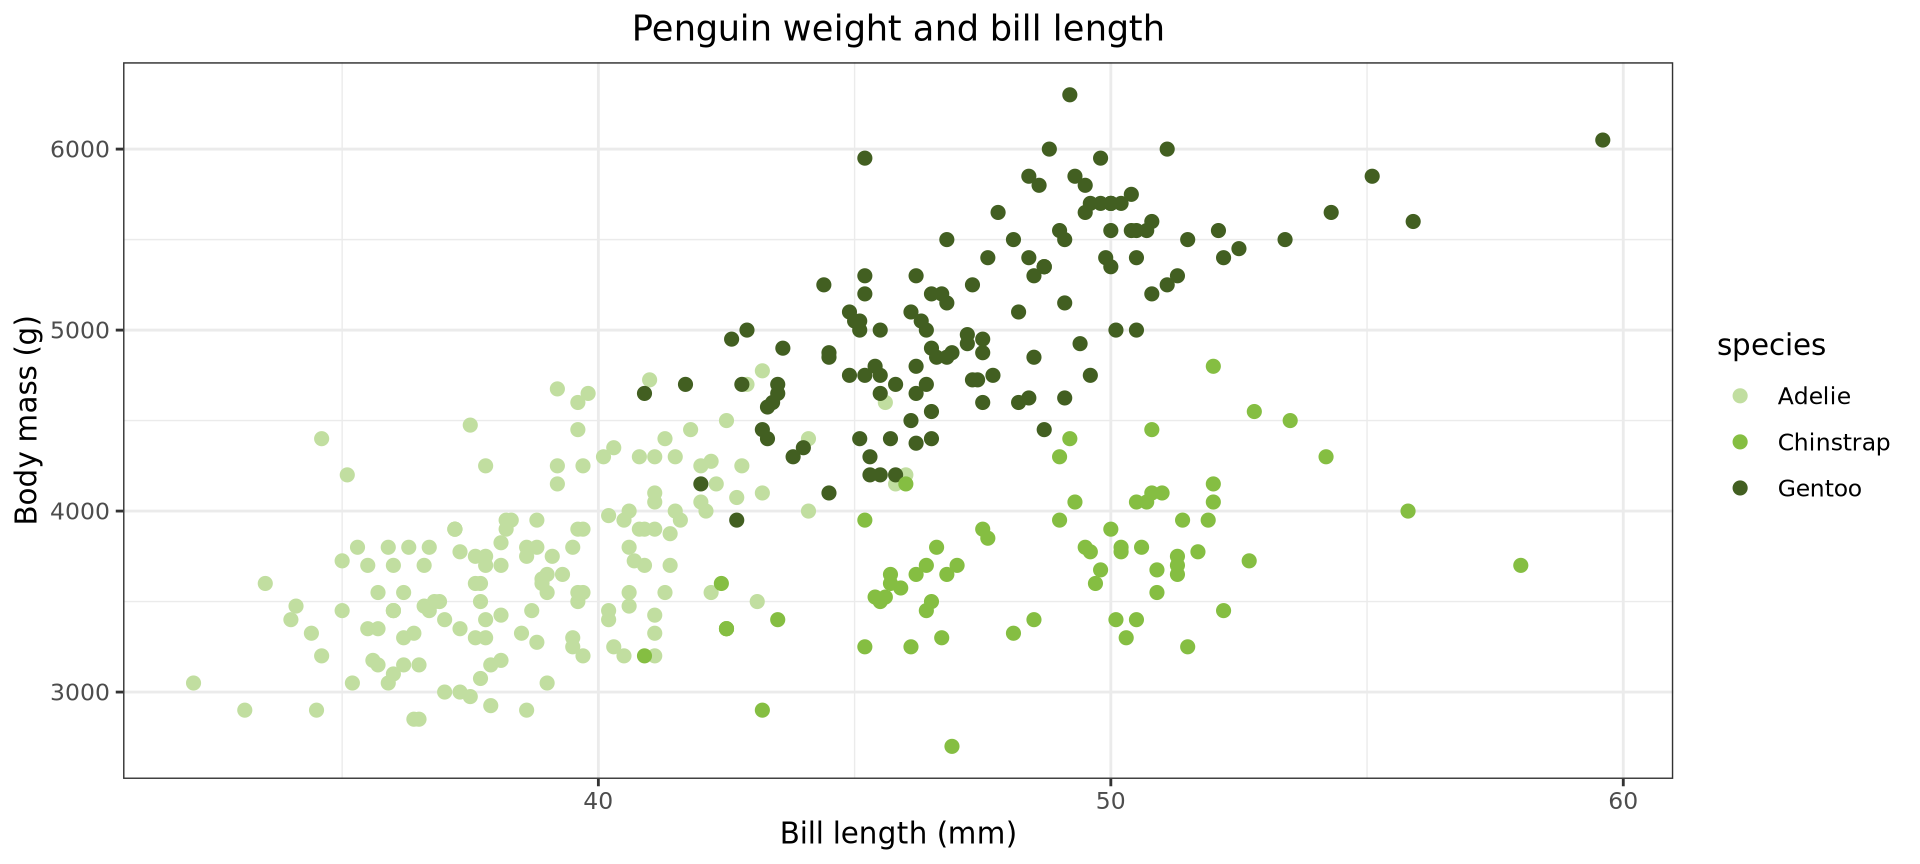 Penguin weight and bill length
6000
5000
4000
3000
Body mass (g)
40 50 60
Bill length (mm)
species
Adelie
Chinstrap
Gentoo